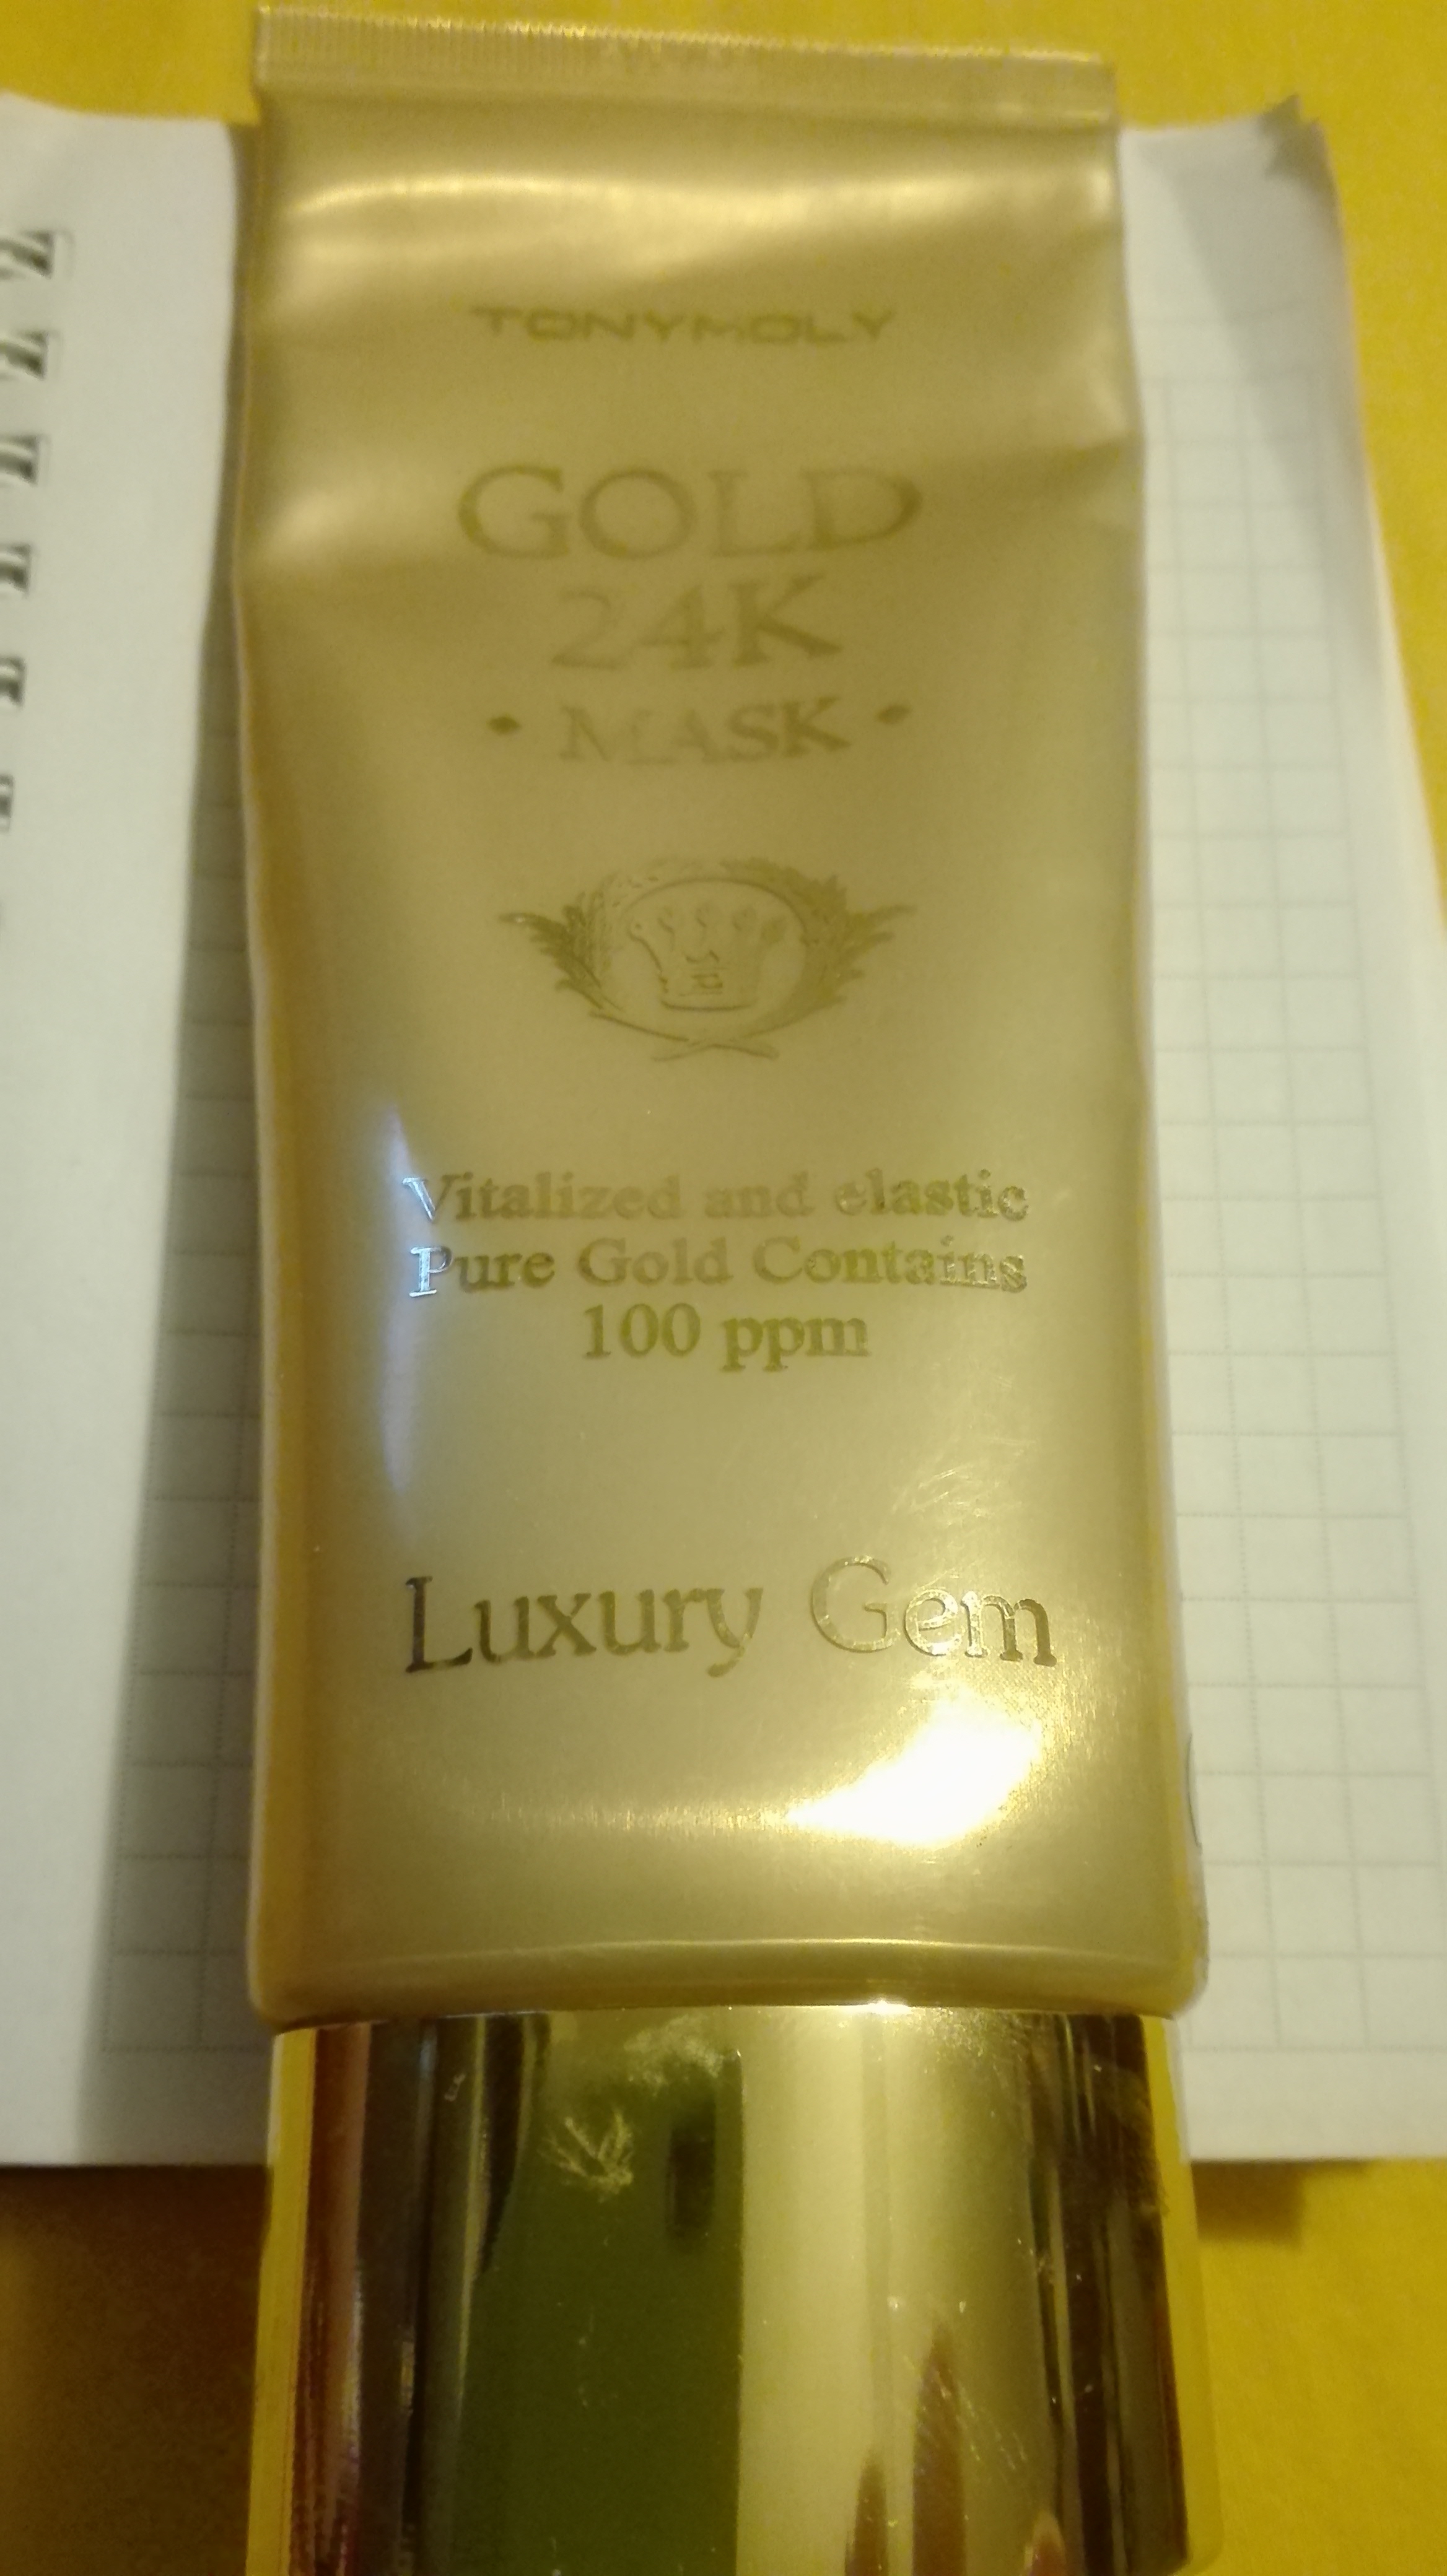 TONYMOLY
GOLD
24K
• MASK •
Vitalized and elastic
Pure Gold Contains
100 ppm
Luxury Gem